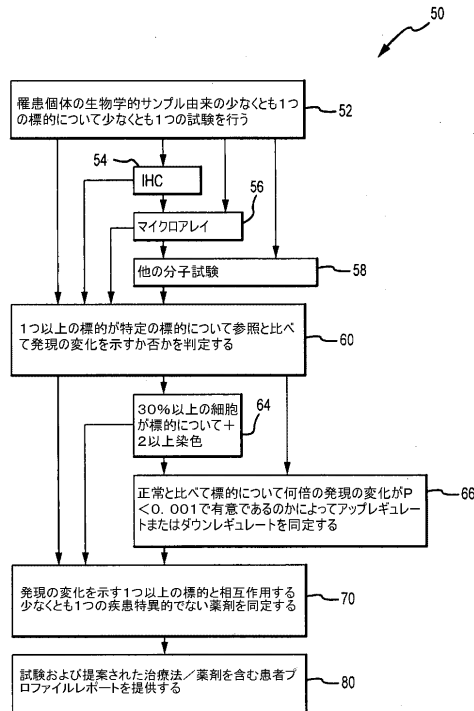 50
罹患個体の生物学的サンプル由来の少なくとも1つ
の標的について少なくとも1つの試験を行う
52
54
IHC
56
マイクロアレイ
他の分子試験
58
1つ以上の標的が特定の標的について参照と比べ
て発現の変化を示すか否かを判定する
60
30%以上の細胞
が標的について+
2以上染色
64
正常と比べて標的について何倍の発現の変化がP
<0.001で有意であるのかによってアップレギュレー
トまたはダウンレギュレートを同定する
66
発現の変化を示す1つ以上の標的と相互作用する
少なくとも1つの疾患特異的でない薬剤を同定する
70
試験および提案された治療法/薬剤を含む患者プ
ロファイルレポートを提供する
80